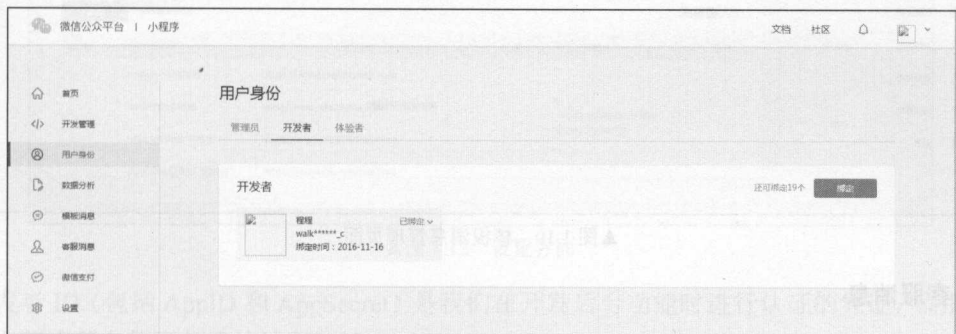 微信公众平台 | 小程序
文档 社区
首页
开发管理
用户身份
数据分析
模板消息
客服消息
微信支付
设置
用户身份
管理员 开发者 体验者
开发者
还可绑定19个 绑定
程程 已绑定
walk******_c
绑定时间：2016-11-16